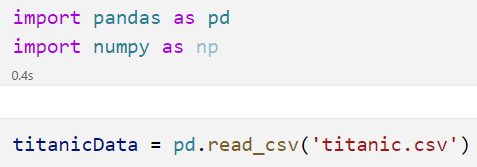 import pandas as pd
import numpy as np
0.4s
titanicData = pd.read_csv('titanic.csv')